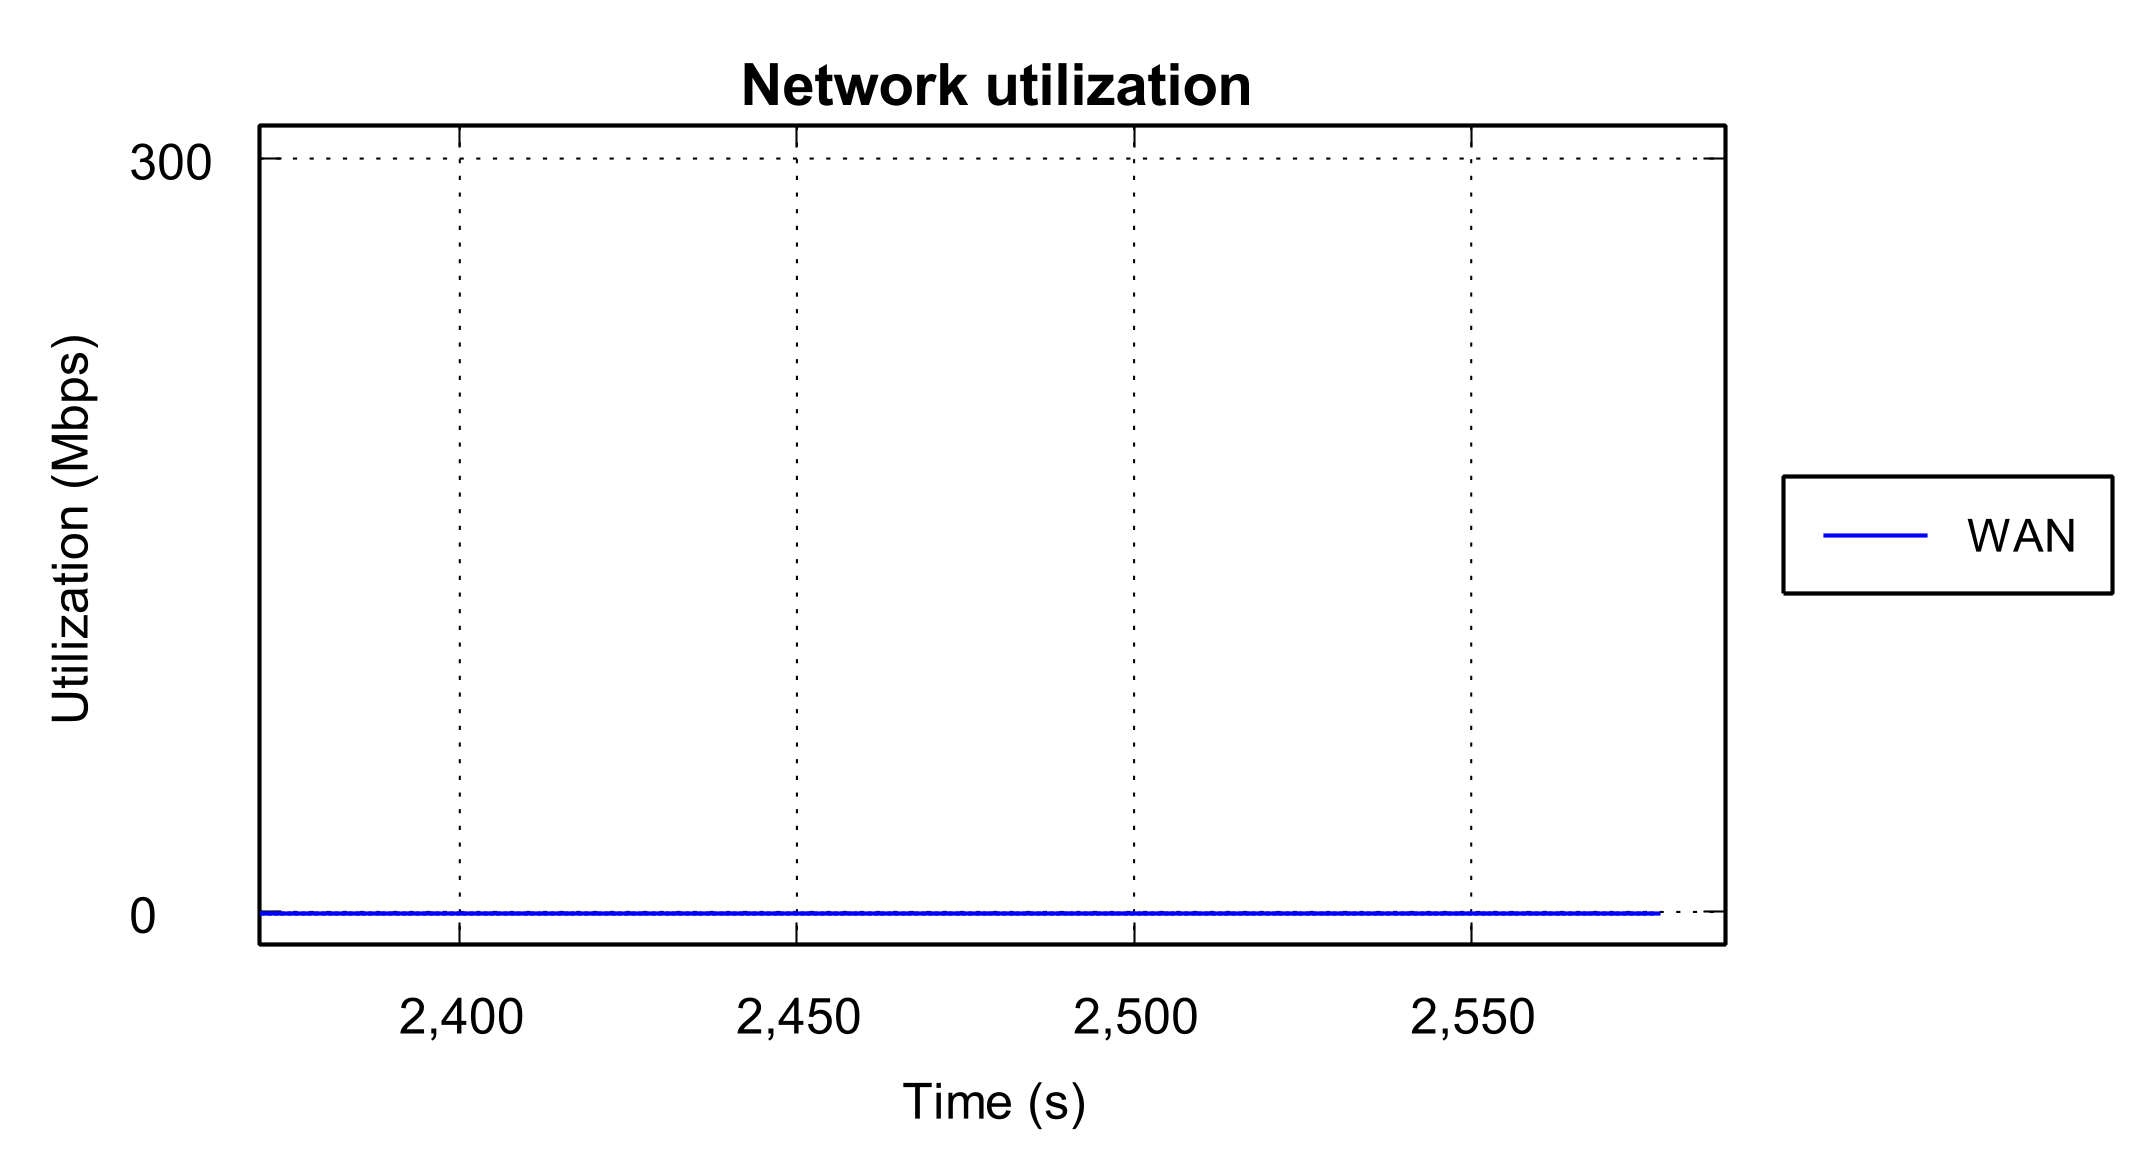 Network utilization
300
Utilization (Mbps)
WAN
0
2,400 2,450 2,500 2,550
Time (s)